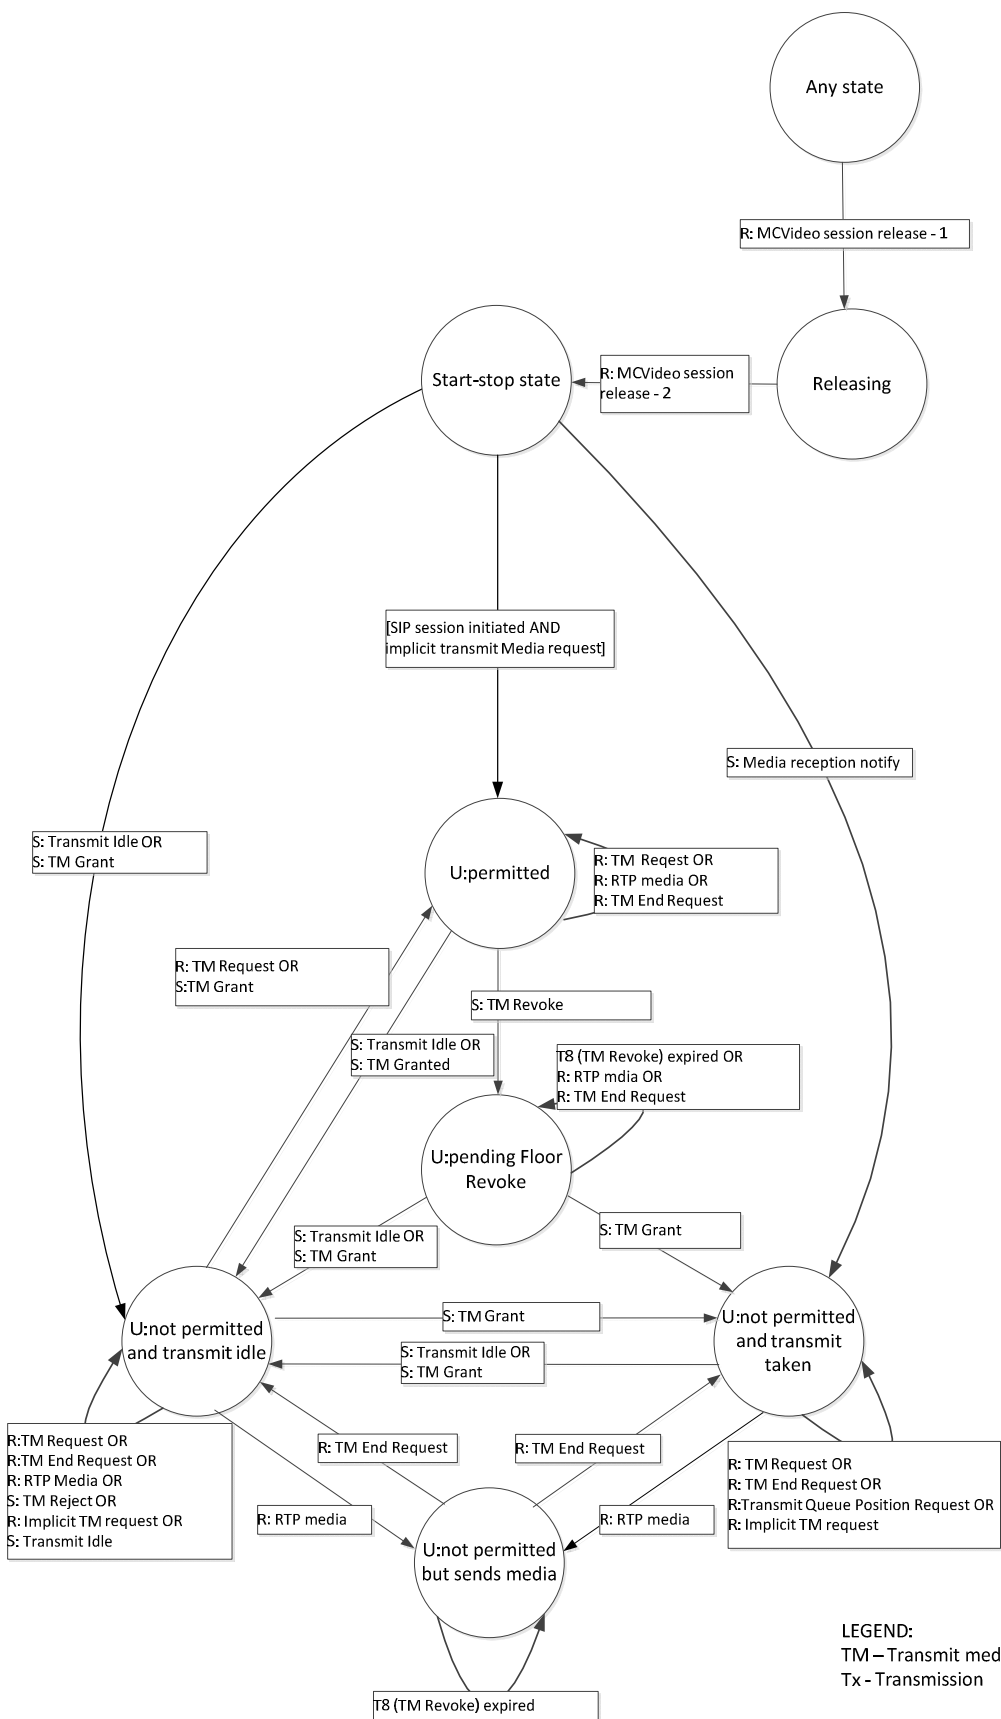 Any state
R: MCVideo session release - 1
Start-stop state
R: MCVideo session
release - 2
Releasing
[SIP session initiated AND
implicit transmit Media request]
S: Media reception notify
S: Transmit Idle OR
S: TM Grant
U:permitted
R: TM Reqest OR
R: RTP media OR
R: TM End Request
R: TM Request OR
S:TM Grant
S: TM Revoke
S: Transmit Idle OR
S: TM Granted
T8 (TM Revoke) expired OR
R: RTP mdia OR
R: TM End Request
U:pending Floor
Revoke
S: Transmit Idle OR
S: TM Grant
S: TM Grant
U:not permitted
and transmit idle
S: TM Grant
U:not permitted
and transmit
taken
S: Transmit Idle OR
S: TM Grant
R:TM Request OR
R:TM End Request OR
R: RTP Media OR
S: TM Reject OR
R: Implicit TM request OR
S: Transmit Idle
R: TM End Request
R: TM End Request
R: TM Request OR
R: TM End Request OR
R:Transmit Queue Position Request OR
R: Implicit TM request
R: RTP media
R: RTP media
U:not permitted
but sends media
T8 (TM Revoke) expired
LEGEND:
TM – Transmit med
Tx - Transmission